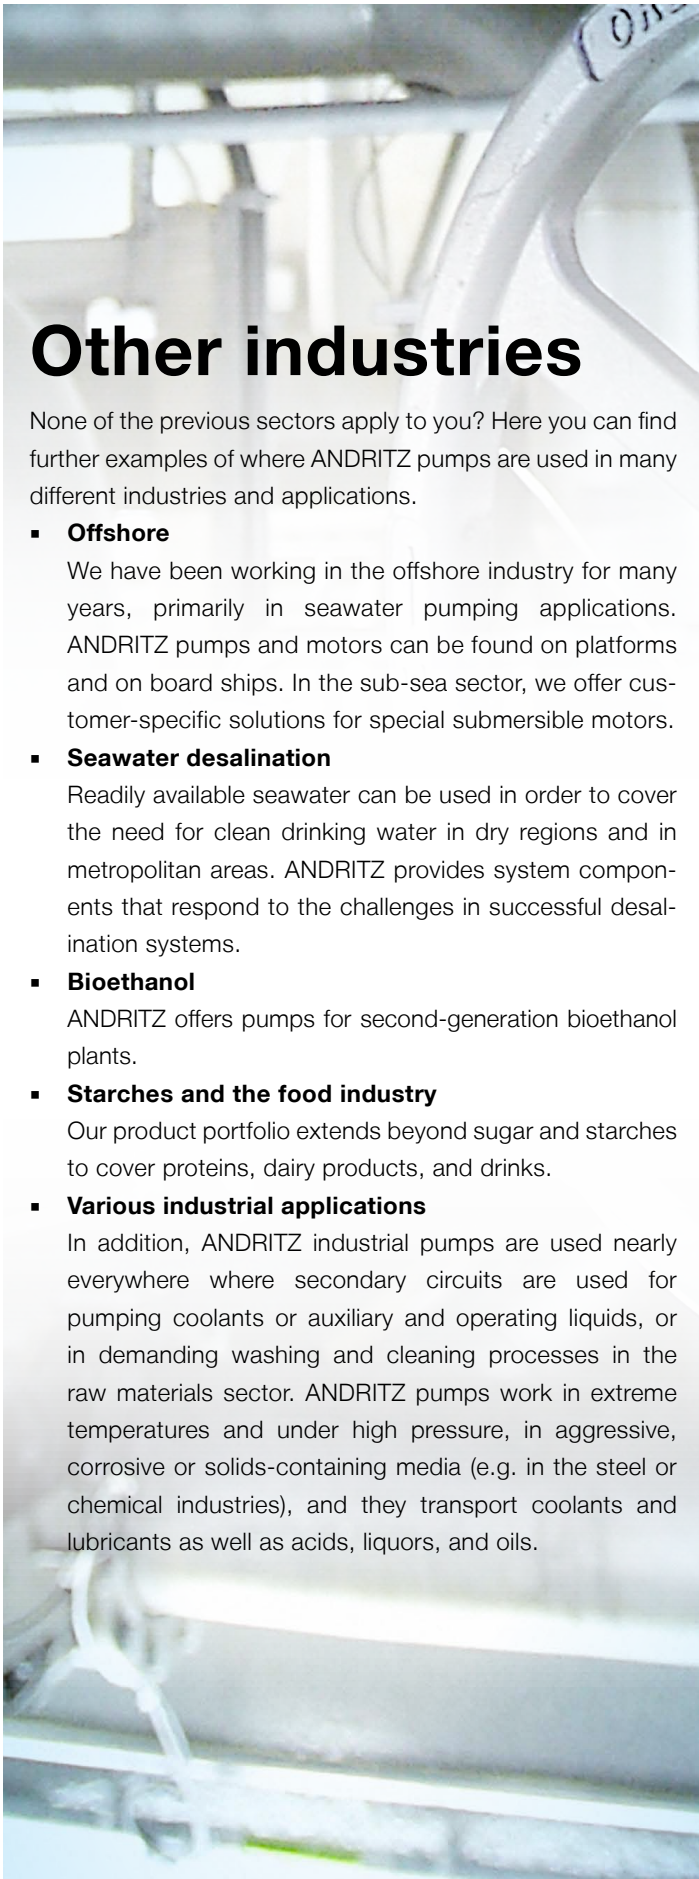 Other industries
None of the previous sectors apply to you? Here you can find
further examples of where ANDRITZ pumps are used in many
different industries and applications.
▪ Offshore
We have been working in the offshore industry for many
years, primarily in seawater pumping applications.
ANDRITZ pumps and motors can be found on platforms
and on board ships. In the sub-sea sector, we offer cus-
tomer-specific solutions for special submersible motors.
▪ Seawater desalination
Readily available seawater can be used in order to cover
the need for clean drinking water in dry regions and in
metropolitan areas. ANDRITZ provides system compon-
ents that respond to the challenges in successful desal-
ination systems.
▪ Bioethanol
ANDRITZ offers pumps for second-generation bioethanol
plants.
▪ Starches and the food industry
Our product portfolio extends beyond sugar and starches
to cover proteins, dairy products, and drinks.
▪ Various industrial applications
In addition, ANDRITZ industrial pumps are used nearly
everywhere where secondary circuits are used for
pumping coolants or auxiliary and operating liquids, or
in demanding washing and cleaning processes in the
raw materials sector. ANDRITZ pumps work in extreme
temperatures and under high pressure, in aggressive,
corrosive or solids-containing media (e.g. in the steel or
chemical industries), and they transport coolants and
lubricants as well as acids, liquors, and oils.